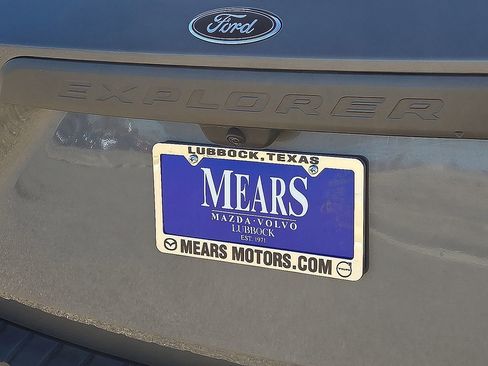 Ford
EXPLORER
LUBBOCK, TEXAS
MEARS
MAZDA · VOLVO
LUBBOCK
EST. 1971
MEARS MOTORS.COM